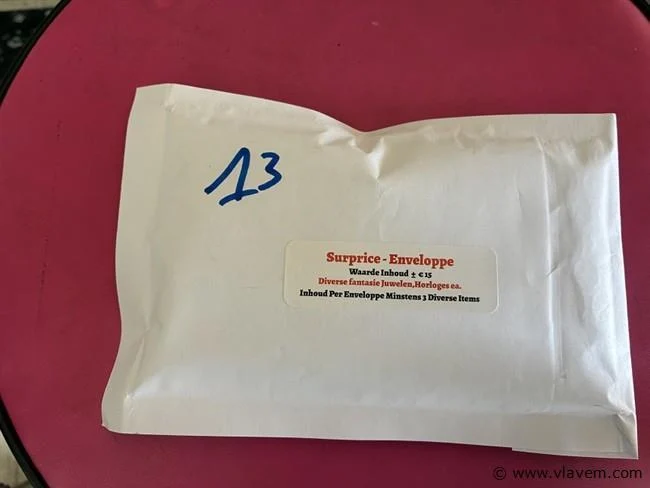 13
Surprice - Enveloppe
Waarde Inhoud ± € 15
Diverse fantasie Juwelen,Horloges ea.
Inhoud Per Enveloppe Minstens 3 Diverse Items
© www.vlavem.com